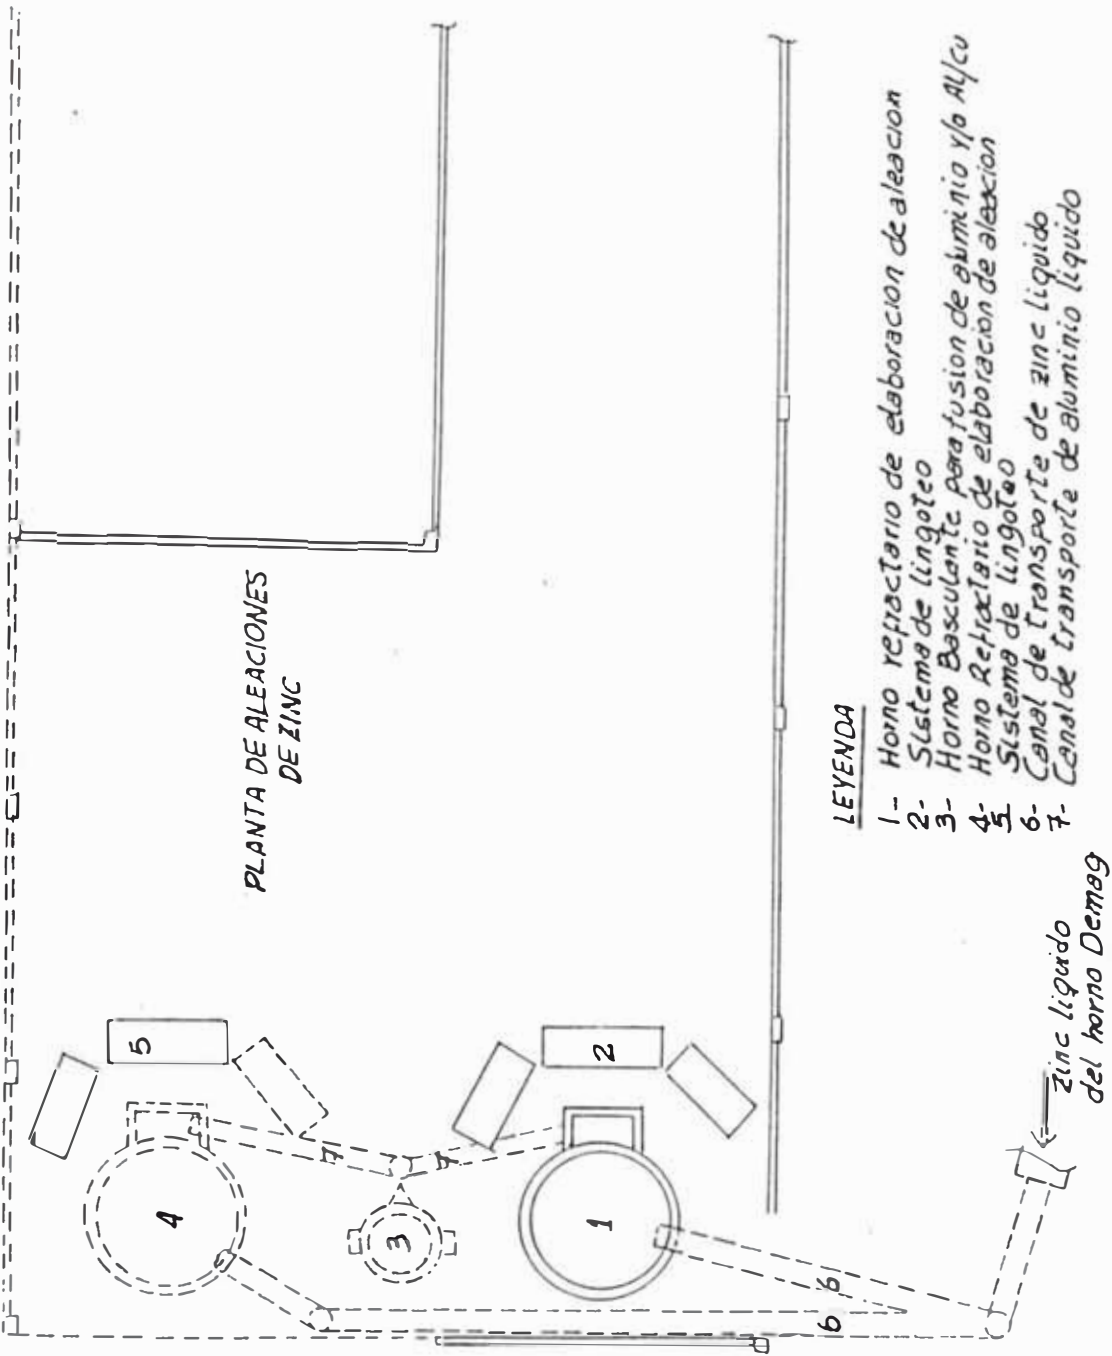 PLANTA DE ALEACIONES
DE ZINC
LEYENDA
1- Horno refractario de elaboracion de aleacion
2- Sistema de lingoteo
3- Horno Basculante para fusion de aluminio y/o Al/cu
4- Horno Refractario de elaboracion de aleacion
5 Sistema de lingoteo
6- Canal de transporte de zinc liquido
7- Canal de transporte de aluminio liquido
zinc liquido
del horno Demag
5
2
7
7
4
3
1
6
6